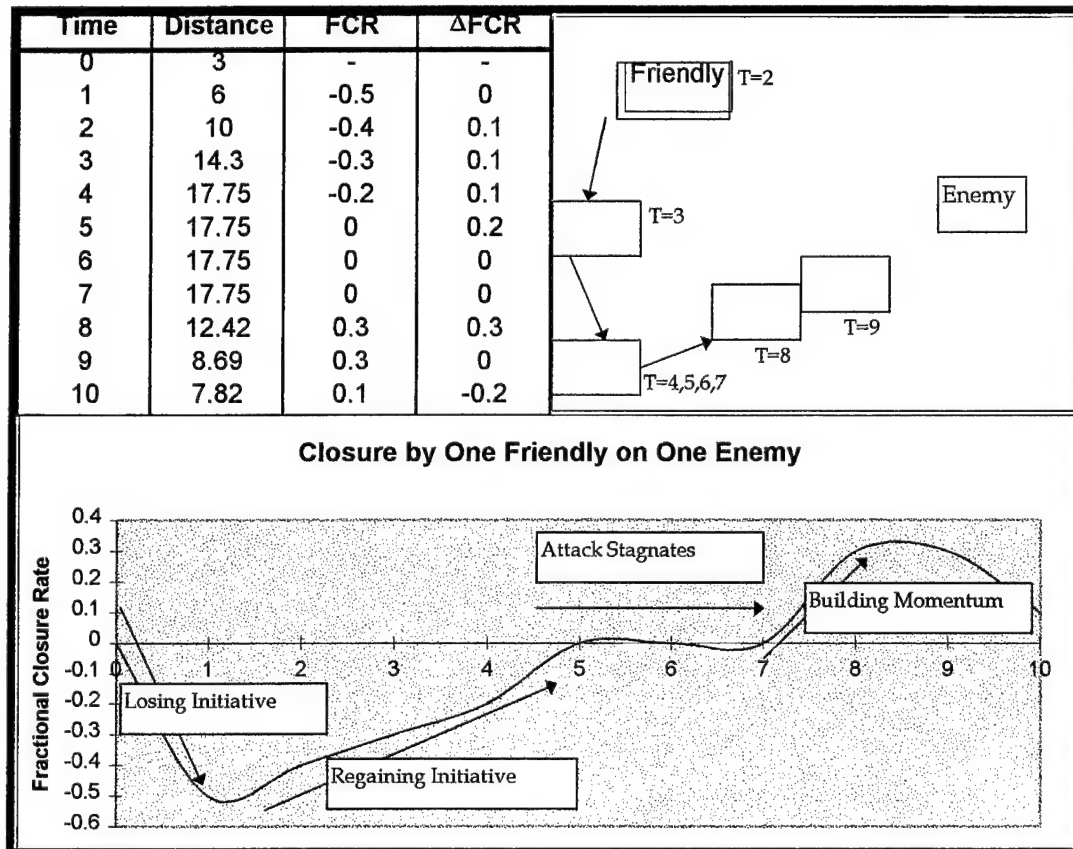 Time Distance FCR ΔFCR
0 3 - -
1 6 -0.5 0
2 10 -0.4 0.1
3 14.3 -0.3 0.1
4 17.75 -0.2 0.1
5 17.75 0 0.2
6 17.75 0 0
7 17.75 0 0
8 12.42 0.3 0.3
9 8.69 0.3 0
10 7.82 0.1 -0.2
Friendly
T=2
Enemy
T=3
T=9
T=8
T=4,5,6,7
Closure by One Friendly on One Enemy
Fractional Closure Rate
0.4
0.3
0.2
0.1
0
-0.1
-0.2
-0.3
-0.4
-0.5
-0.6
0 1 2 3 4 5 6 7 8 9 10
Attack Stagnates
Building Momentum
Losing Initiative
Regaining Initiative